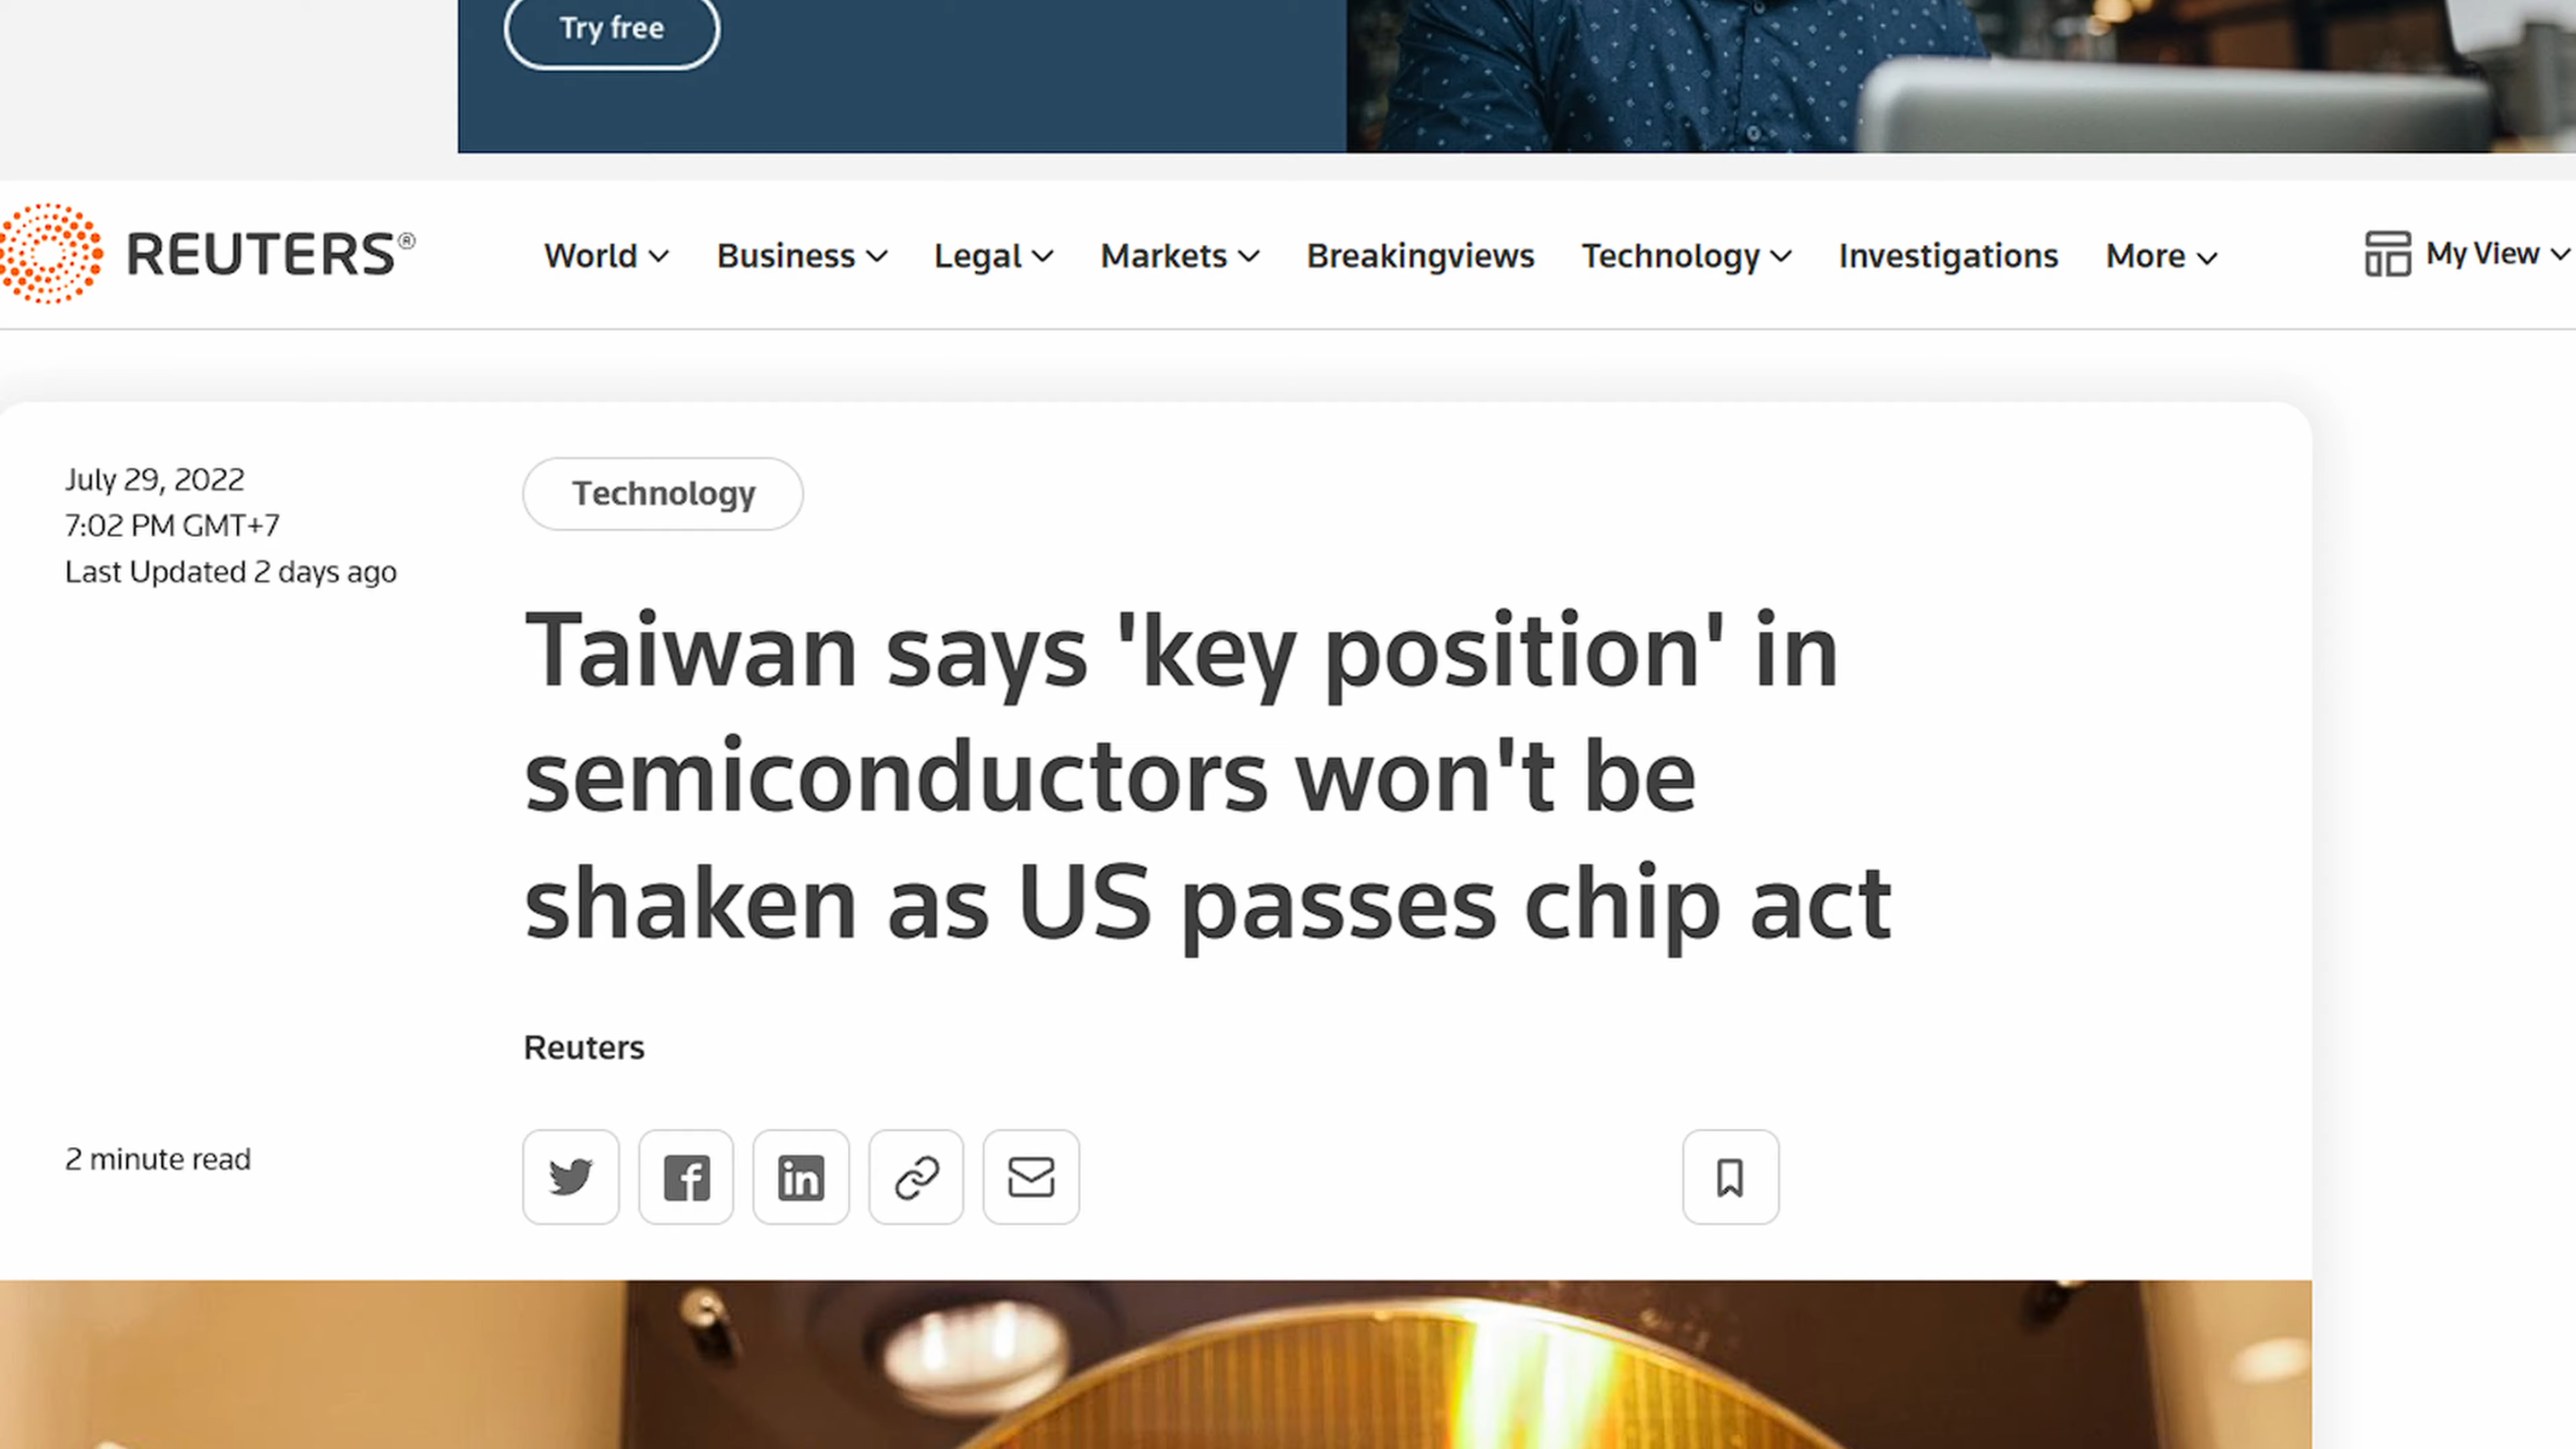 Try free
REUTERS®
World Business Legal Markets Breakingviews Technology Investigations More My View
July 29, 2022
7:02 PM GMT+7
Last Updated 2 days ago
Technology
Taiwan says 'key position' in
semiconductors won't be
shaken as US passes chip act
Reuters
2 minute read
in